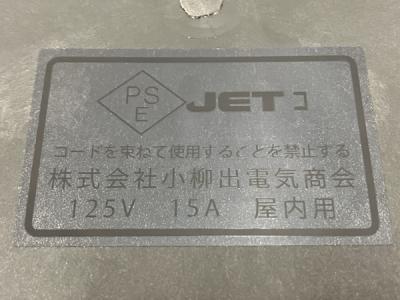 PSE JET コ
コードを束ねて使用することを禁止する
株式会社小柳出電気商会
125V 15A 屋内用